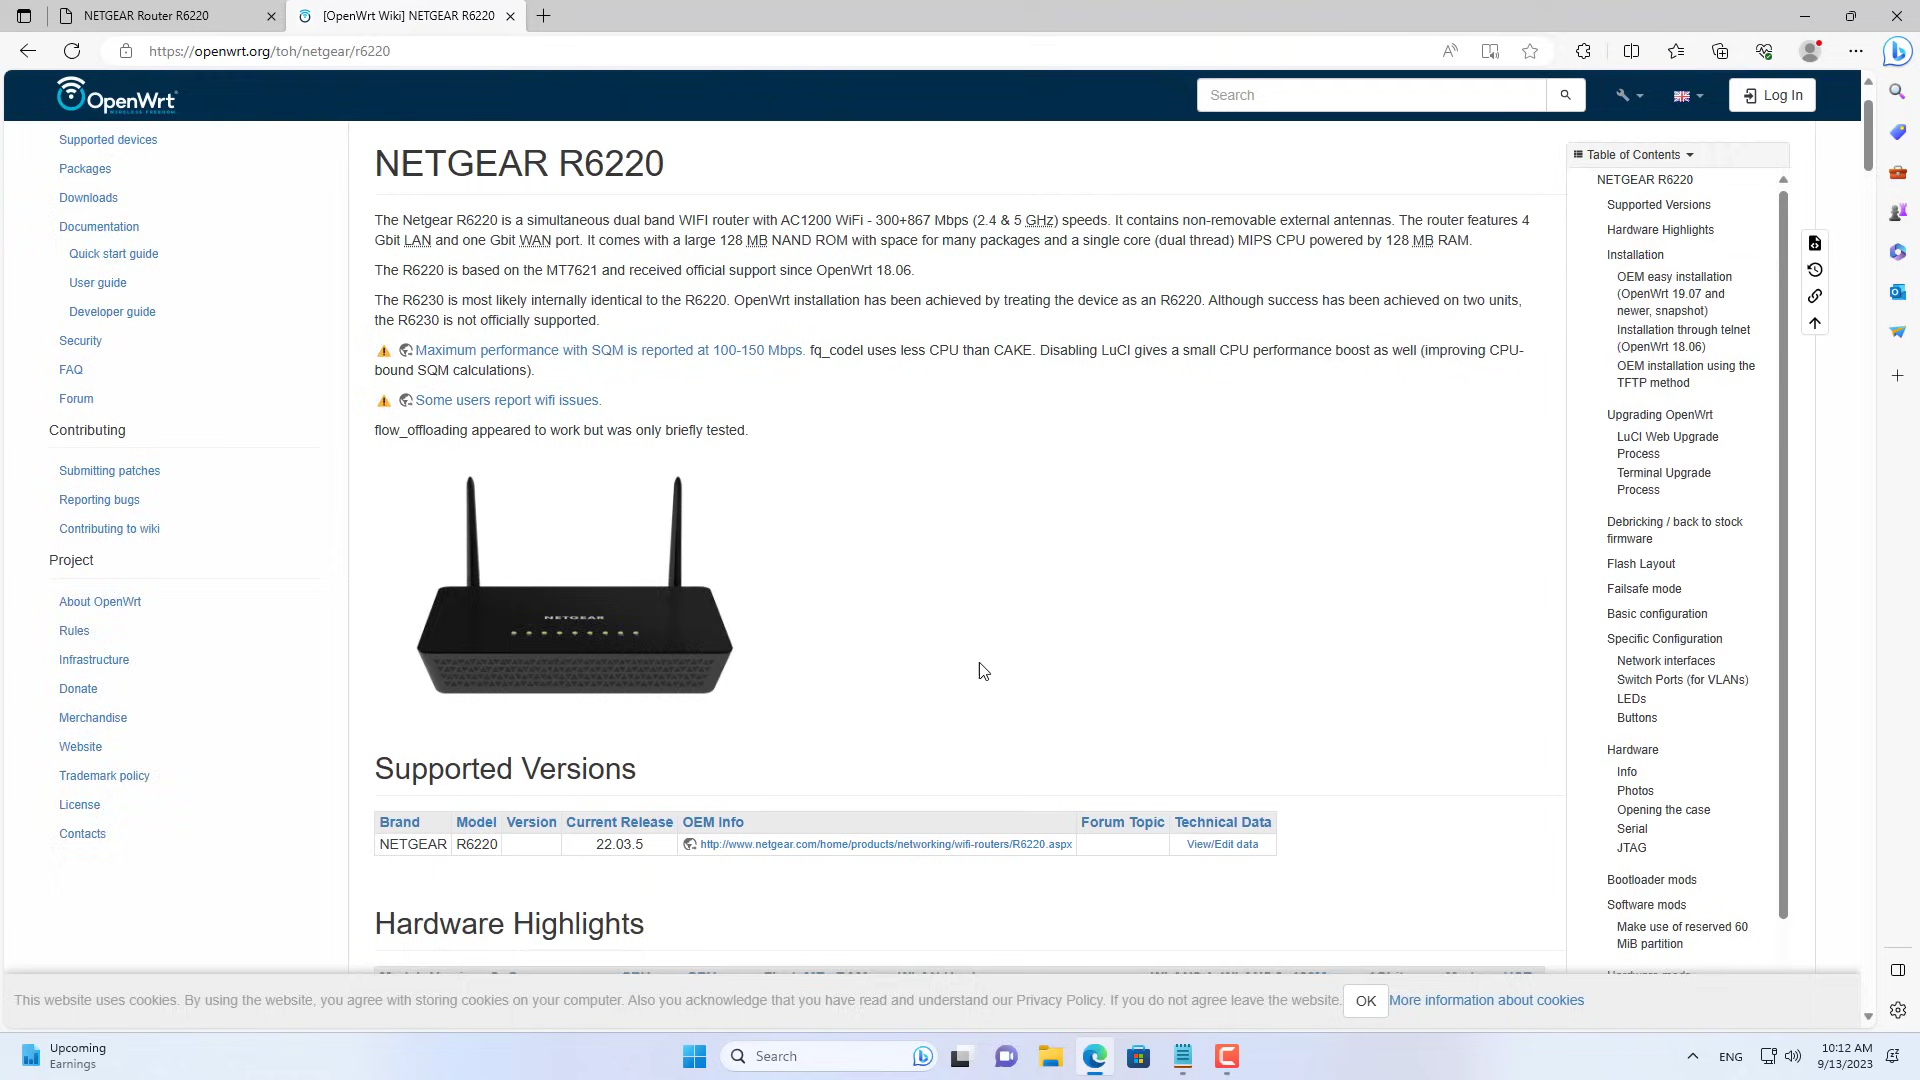 NETGEAR Router R6220
[OpenWrt Wiki] NETGEAR R6220
https://openwrt.org/toh/netgear/r6220
OpenWrt
WIRELESS FREEDOM
Search
Log In
Supported devices
Packages
Downloads
Documentation
Quick start guide
User guide
Developer guide
Security
FAQ
Forum
Contributing
Submitting patches
Reporting bugs
Contributing to wiki
Project
About OpenWrt
Rules
Infrastructure
Donate
Merchandise
Website
Trademark policy
License
Contacts
NETGEAR R6220
The Netgear R6220 is a simultaneous dual band WIFI router with AC1200 WiFi - 300+867 Mbps (2.4 & 5 GHz) speeds. It contains non-removable external antennas. The router features 4
Gbit LAN and one Gbit WAN port. It comes with a large 128 MB NAND ROM with space for many packages and a single core (dual thread) MIPS CPU powered by 128 MB RAM.
The R6220 is based on the MT7621 and received official support since OpenWrt 18.06.
The R6230 is most likely internally identical to the R6220. OpenWrt installation has been achieved by treating the device as an R6220. Although success has been achieved on two units,
the R6230 is not officially supported.
Maximum performance with SQM is reported at 100-150 Mbps. fq_codel uses less CPU than CAKE. Disabling LuCI gives a small CPU performance boost as well (improving CPU-
bound SQM calculations).
Some users report wifi issues.
flow_offloading appeared to work but was only briefly tested.
NETGEAR
Supported Versions
Brand Model Version Current Release OEM Info Forum Topic Technical Data
NETGEAR R6220 22.03.5 http://www.netgear.com/home/products/networking/wifi-routers/R6220.aspx View/Edit data
Hardware Highlights
Table of Contents
NETGEAR R6220
Supported Versions
Hardware Highlights
Installation
OEM easy installation
(OpenWrt 19.07 and
newer, snapshot)
Installation through telnet
(OpenWrt 18.06)
OEM installation using the
TFTP method
Upgrading OpenWrt
LuCI Web Upgrade
Process
Terminal Upgrade
Process
Debricking / back to stock
firmware
Flash Layout
Failsafe mode
Basic configuration
Specific Configuration
Network interfaces
Switch Ports (for VLANs)
LEDs
Buttons
Hardware
Info
Photos
Opening the case
Serial
JTAG
Bootloader mods
Software mods
Make use of reserved 60
MiB partition
This website uses cookies. By using the website, you agree with storing cookies on your computer. Also you acknowledge that you have read and understand our Privacy Policy. If you do not agree leave the website. OK More information about cookies
Upcoming
Earnings
Search
ENG
10:12 AM
9/13/2023